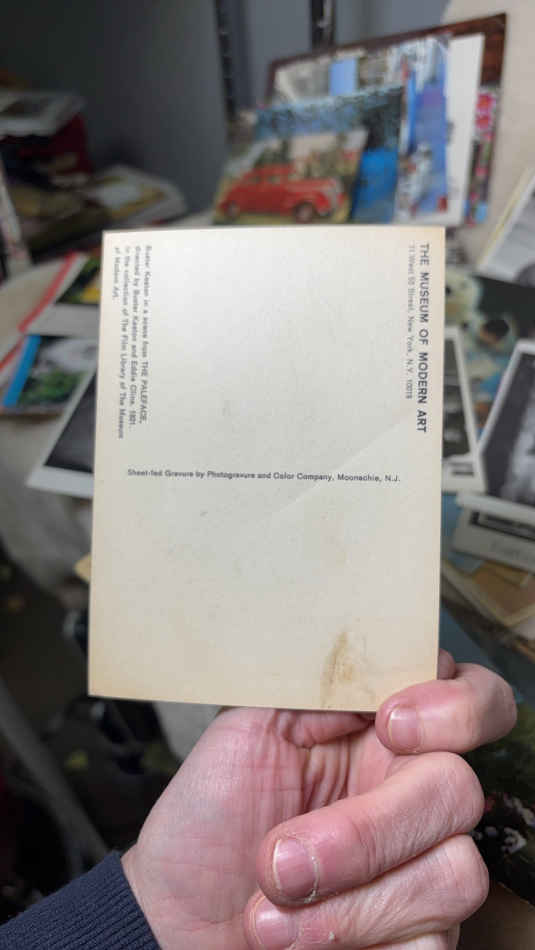 THE MUSEUM OF MODERN ART
11 West 53 Street, New York, N.Y. 10019
Sheet-fed Gravure by Photogravure and Color Company, Moonachie, N.J.
Buster Keaton in a scene from THE PALEFACE,
directed by Buster Keaton and Eddie Cline. 1921.
In the collection of The Film Library of The Museum
of Modern Art.